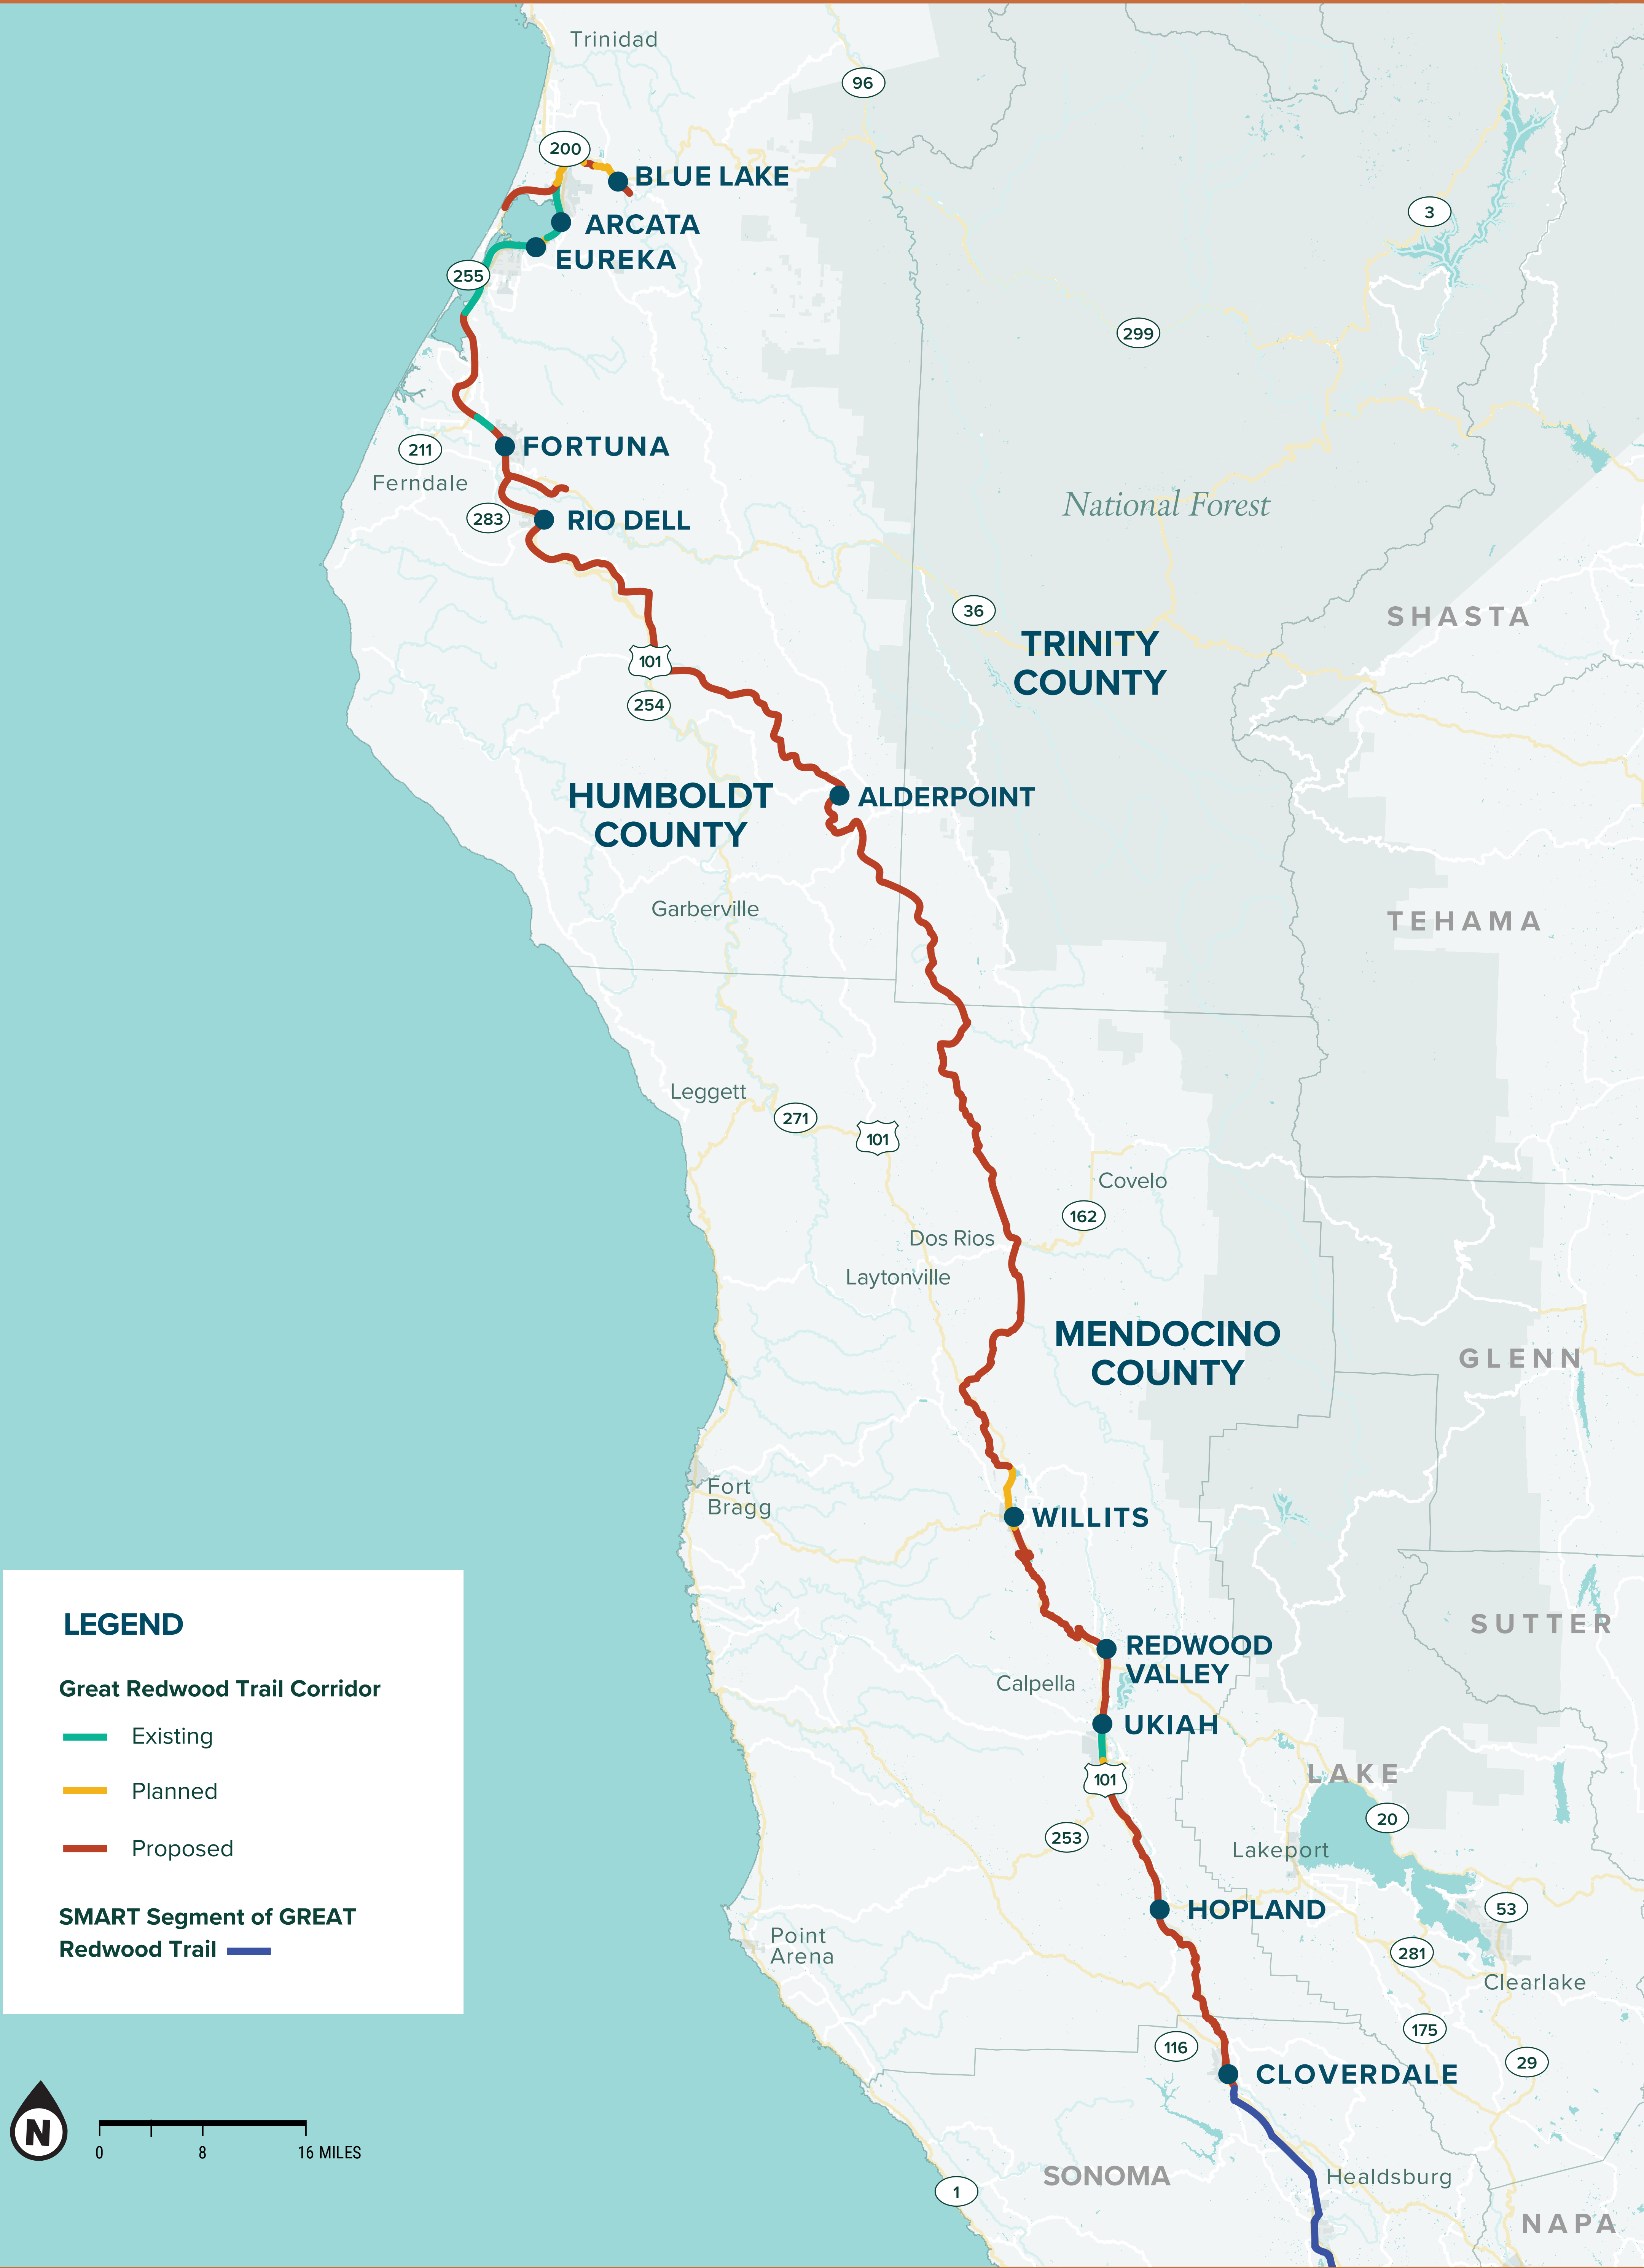 Trinidad
96
200
BLUE LAKE
3
ARCATA
EUREKA
255
299
FORTUNA
211
Ferndale
National Forest
283
RIO DELL
36
SHASTA
TRINITY
COUNTY
101
254
HUMBOLDT
COUNTY
ALDERPOINT
Garberville
TEHAMA
Leggett
271
101
Covelo
162
Dos Rios
Laytonville
MENDOCINO
COUNTY
GLENN
Fort
Bragg
WILLITS
SUTTER
REDWOOD
VALLEY
Calpella
UKIAH
LAKE
101
20
253
Lakeport
HOPLAND
53
Point
Arena
281
Clearlake
175
116
29
CLOVERDALE
SONOMA
Healdsburg
1
NAPA
LEGEND
Great Redwood Trail Corridor
Existing
Planned
Proposed
SMART Segment of GREAT
Redwood Trail
N
0 8 16 MILES